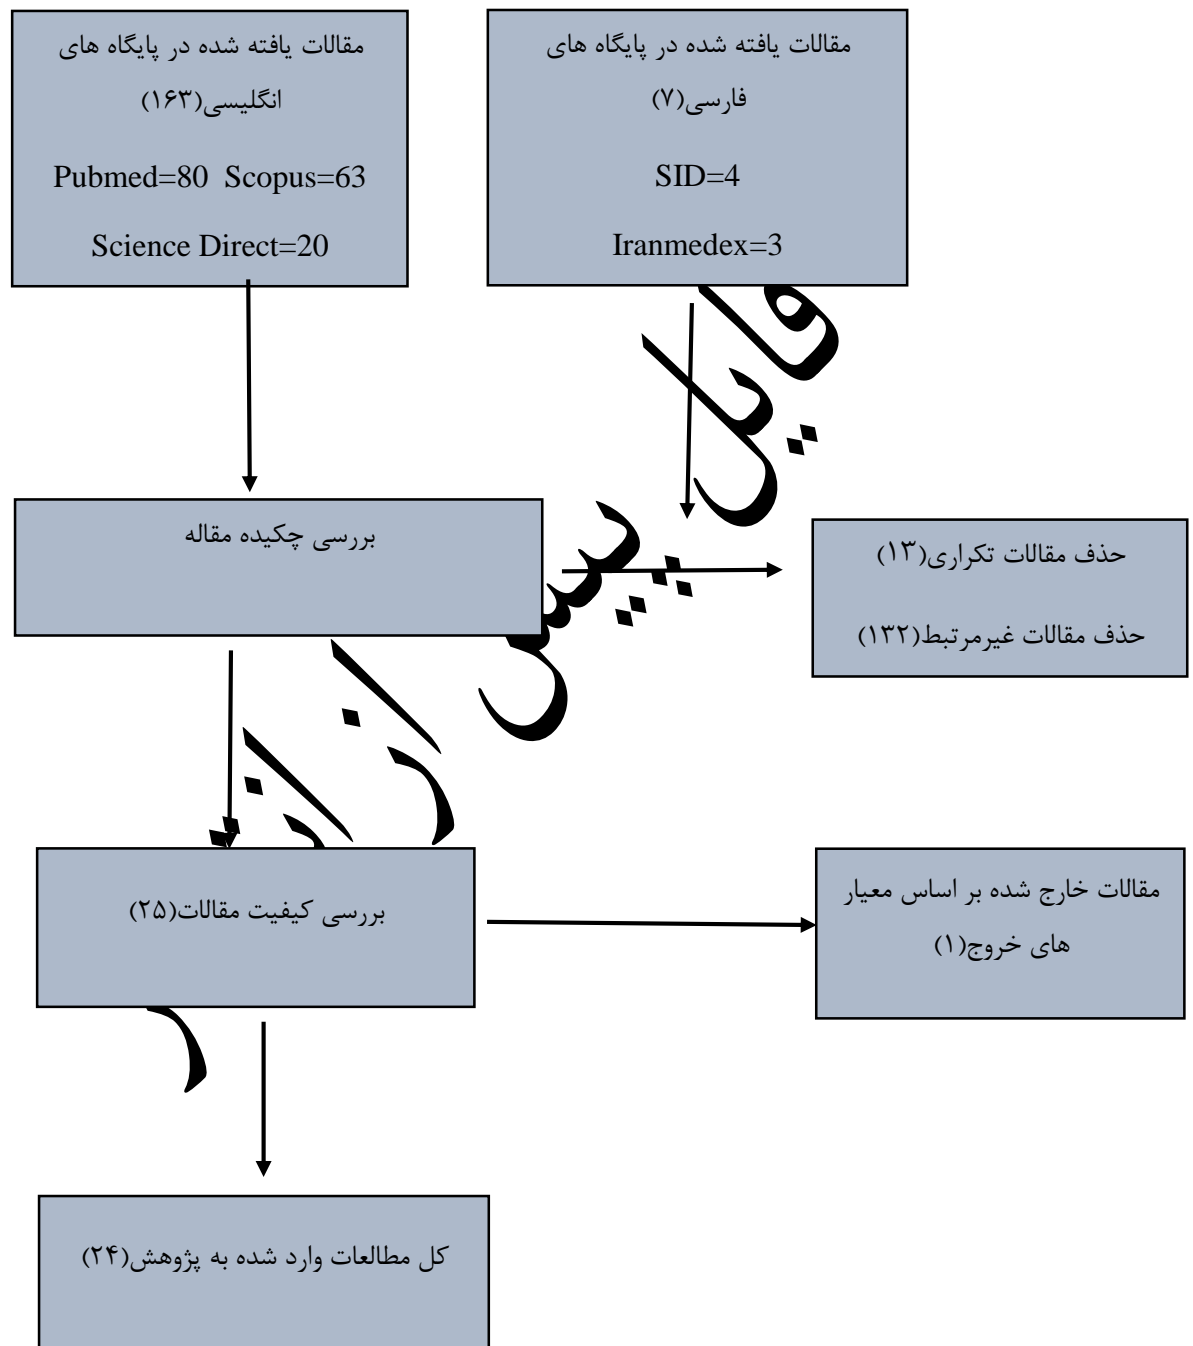 مقالات یافته شده در پایگاه های
فارسی(۷)
SID=4
Iranmedex=3
مقالات یافته شده در پایگاه های
انگلیسی(۱۶۳)
Pubmed=80 Scopus=63
Science Direct=20
بررسی چکیده مقاله
حذف مقالات تکراری(۱۳)
حذف مقالات غیرمرتبط(۱۳۲)
بررسی کیفیت مقالات(۲۵)
مقالات خارج شده بر اساس معیار
های خروج(۱)
کل مطالعات وارد شده به پژوهش(۲۴)
فایل پیش از